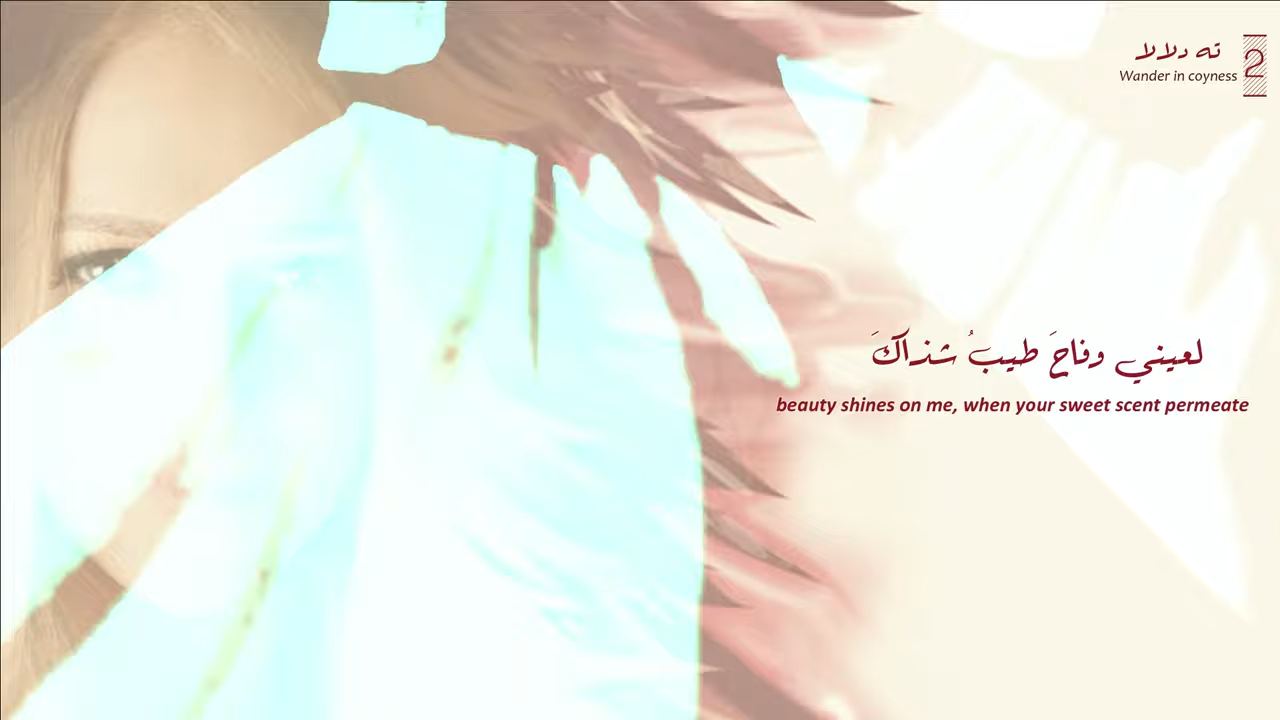 ته دلالا
Wander in coyness
2
لعيني وفاحَ طيبُ شذاكَ
beauty shines on me, when your sweet scent permeate